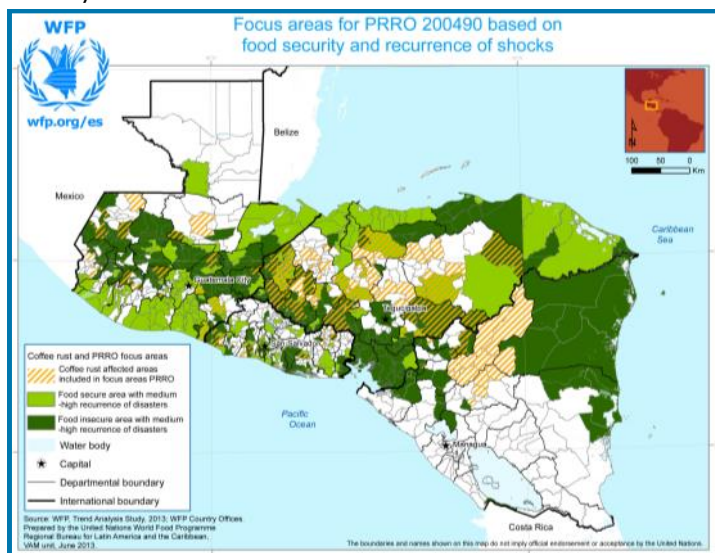 WFP
wfp.org/es
Focus areas for PRRO 200490 based on
food security and recurrence of shocks
Belize
Mexico
100 50 0
Km
Caribbean
Sea
Guatemala City
Tegucigalpa
San Salvador
Pacific
Ocean
Managua
Costa Rica
Coffee rust and PRRO focus areas
Coffee rust affected areas
included in focus areas PRRO
Food secure area with medium
-high recurrence of disasters
Food insecure area with medium
-high recurrence of disasters
Water body
Capital
Departmental boundary
International boundary
Source: WFP, Trend Analysis Study, 2013; WFP Country Offices.
Prepared by the United Nations World Food Programme
Regional Bureau for Latin America and the Caribbean,
VAM unit, June 2013.
The boundaries and names shown on this map do not imply official endorsement or acceptance by the United Nations.